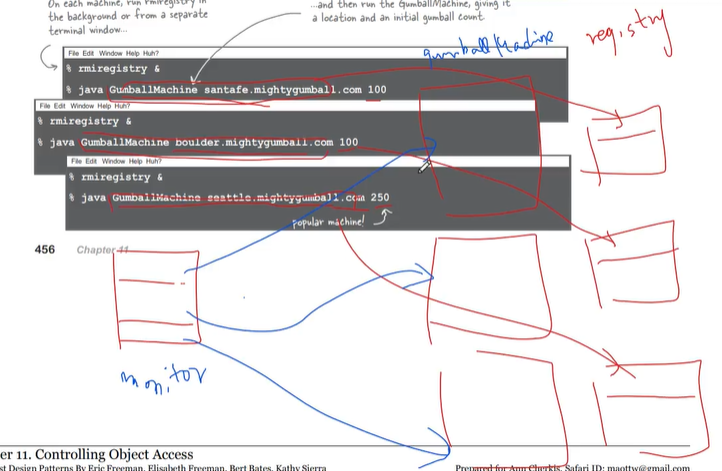 On each machine, run rmiregistry in
the background or from a separate
terminal window...
...and then run the GumballMachine, giving it
a location and an initial gumball count.
gumballMachine
registry
File Edit Window Help Huh?
% rmiregistry &
% java GumballMachine santafe.mightygumball.com 100
File Edit Window Help Huh?
% rmiregistry &
% java GumballMachine boulder.mightygumball.com 100
File Edit Window Help Huh?
% rmiregistry &
% java GumballMachine seattle.mightygumball.com 250
popular machine!
456 Chapter 11
monitor
er 11. Controlling Object Access
st Design Patterns By Eric Freeman, Elisabeth Freeman, Bert Bates, Kathy Sierra
Prepared for Ann Cherkis, Safari ID: magttw@gmail.com